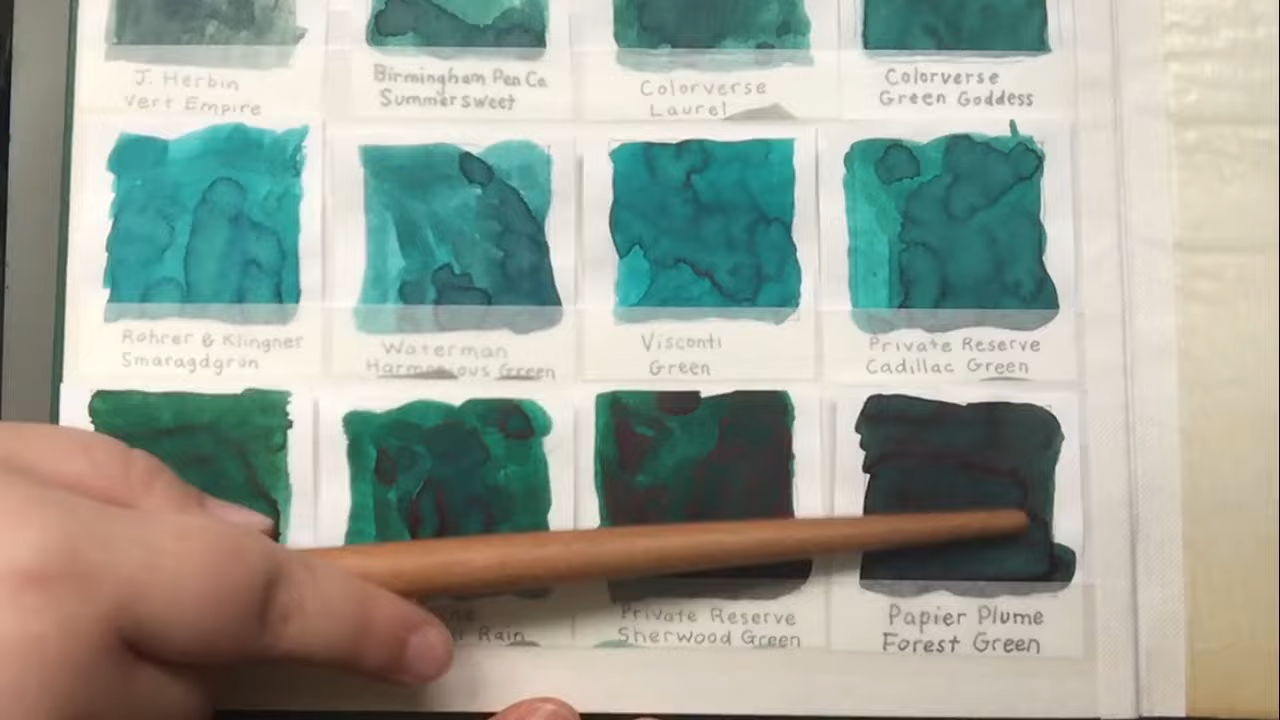 J. Herbin
Vert Empire
Birmingham Pen Co
Summersweet
Colorverse
Laurel
Colorverse
Green Goddess
Rohrer & Klingner
Smaragdgrün
Waterman
Harmonious Green
Visconti
Green
Private Reserve
Cadillac Green
Rain
Private Reserve
Sherwood Green
Papier Plume
Forest Green